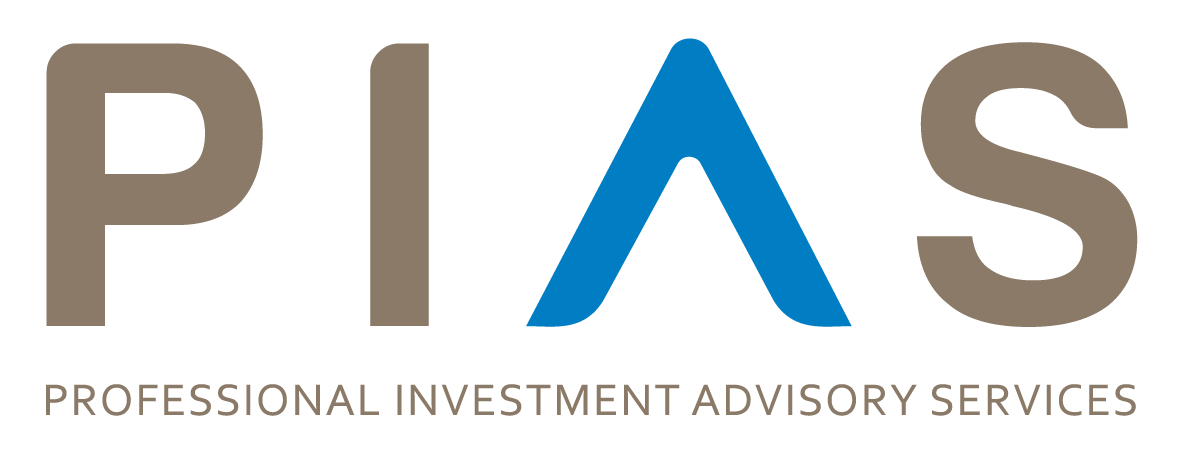 PIAS
PROFESSIONAL INVESTMENT ADVISORY SERVICES